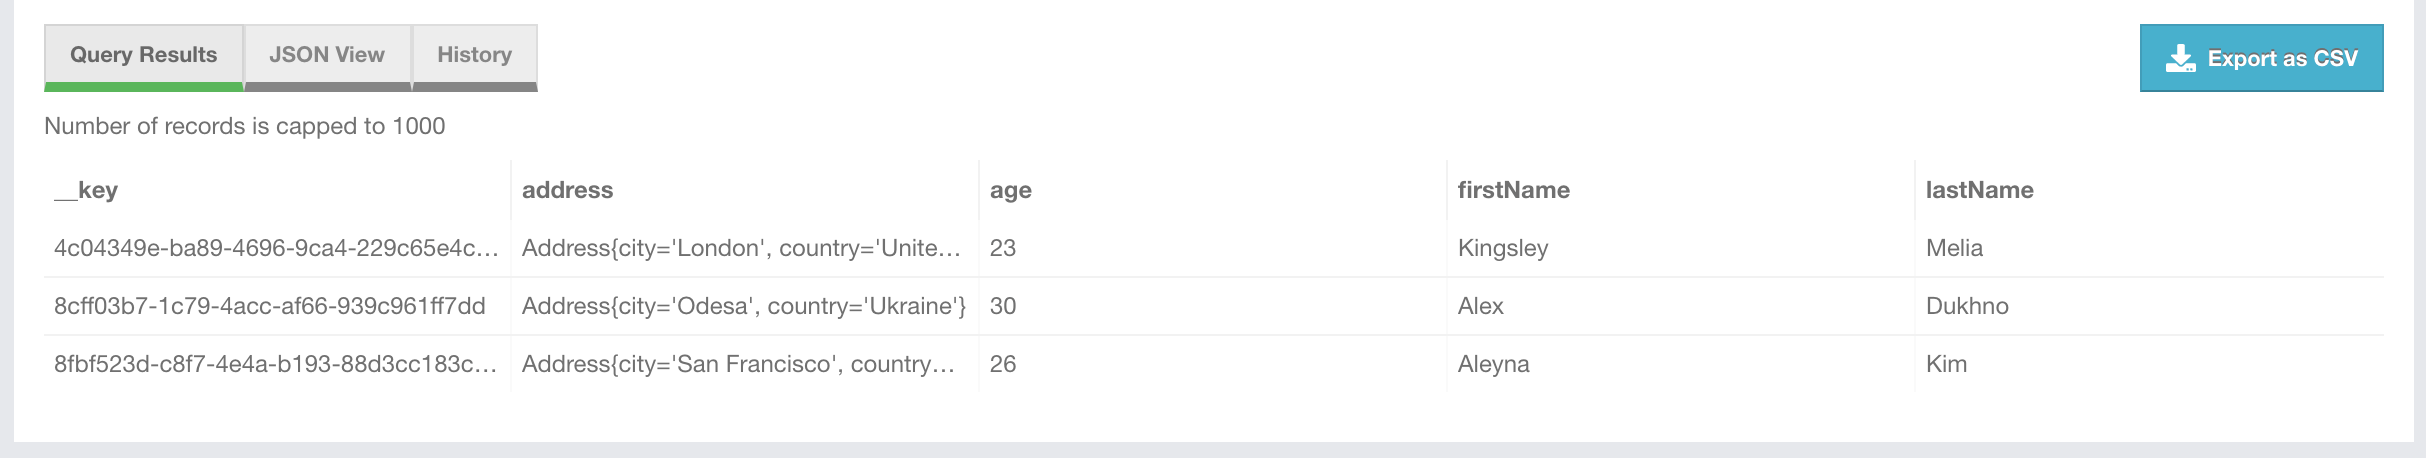 Query Results JSON View History Export as CSV
Number of records is capped to 1000
__key address age firstName lastName
4c04349e-ba89-4696-9ca4-229c65e4c... Address{city='London', country='Unite... 23 Kingsley Melia
8cff03b7-1c79-4acc-af66-939c961ff7dd Address{city='Odesa', country='Ukraine'} 30 Alex Dukhno
8fbf523d-c8f7-4e4a-b193-88d3cc183c... Address{city='San Francisco', country... 26 Aleyna Kim